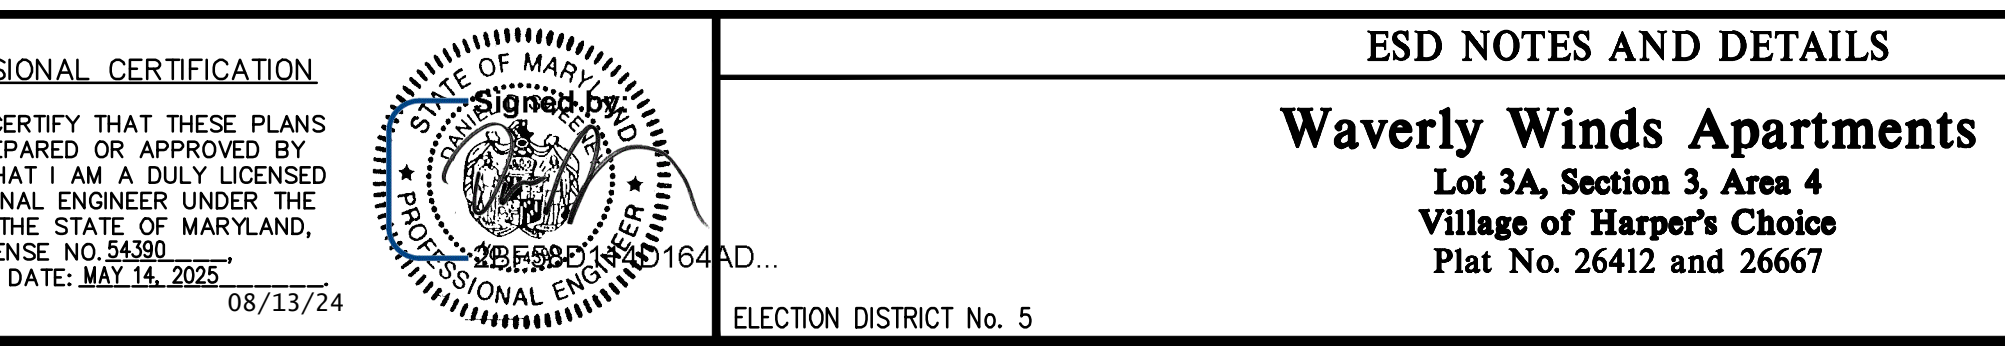 SIONAL CERTIFICATION
CERTIFY THAT THESE PLANS
EPARED OR APPROVED BY
HAT I AM A DULY LICENSED
NAL ENGINEER UNDER THE
THE STATE OF MARYLAND,
ENSE NO. 54390,
DATE: MAY 14, 2025.
08/13/24
STATE OF MARYLAND
PROFESSIONAL ENGINEER
Signed by:
ESD NOTES AND DETAILS
Waverly Winds Apartments
Lot 3A, Section 3, Area 4
Village of Harper's Choice
Plat No. 26412 and 26667
ELECTION DISTRICT No. 5